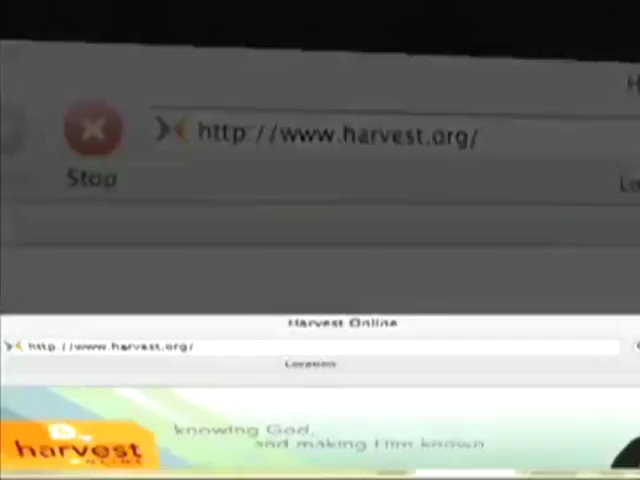 http://www.harvest.org/
Stop
Harvest Online
http://www.harvest.org/
Location
knowing God,
and making Him known
harvest
ONLINE